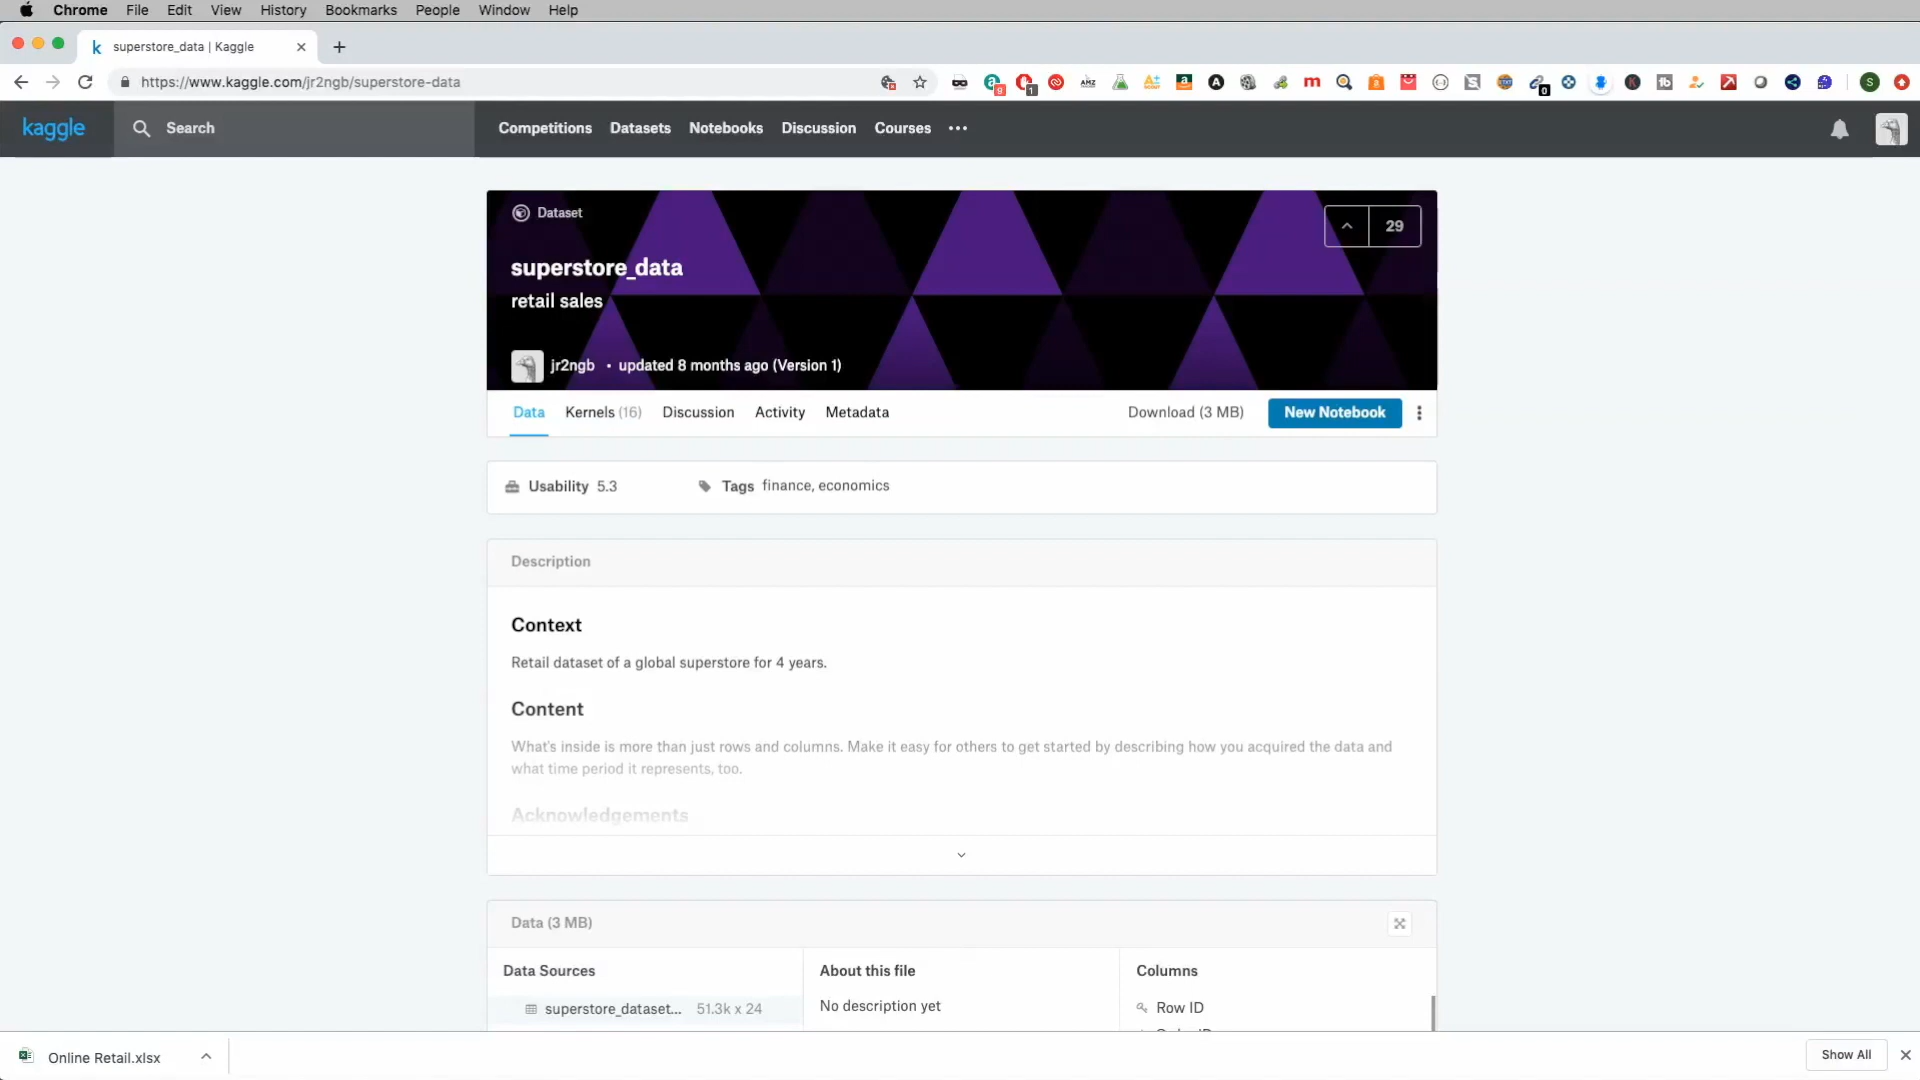 Chrome File Edit View History Bookmarks People Window Help
superstore_data | Kaggle
https://www.kaggle.com/jr2ngb/superstore-data
kaggle Search Competitions Datasets Notebooks Discussion Courses
Dataset
29
superstore_data
retail sales
jr2ngb • updated 8 months ago (Version 1)
Data Kernels (16) Discussion Activity Metadata Download (3 MB) New Notebook
Usability 5.3 Tags finance, economics
Description
Context
Retail dataset of a global superstore for 4 years.
Content
What's inside is more than just rows and columns. Make it easy for others to get started by describing how you acquired the data and
what time period it represents, too.
Acknowledgements
Data (3 MB)
Data Sources About this file Columns
superstore_dataset... 51.3k x 24 No description yet Row ID
Online Retail.xlsx Show All